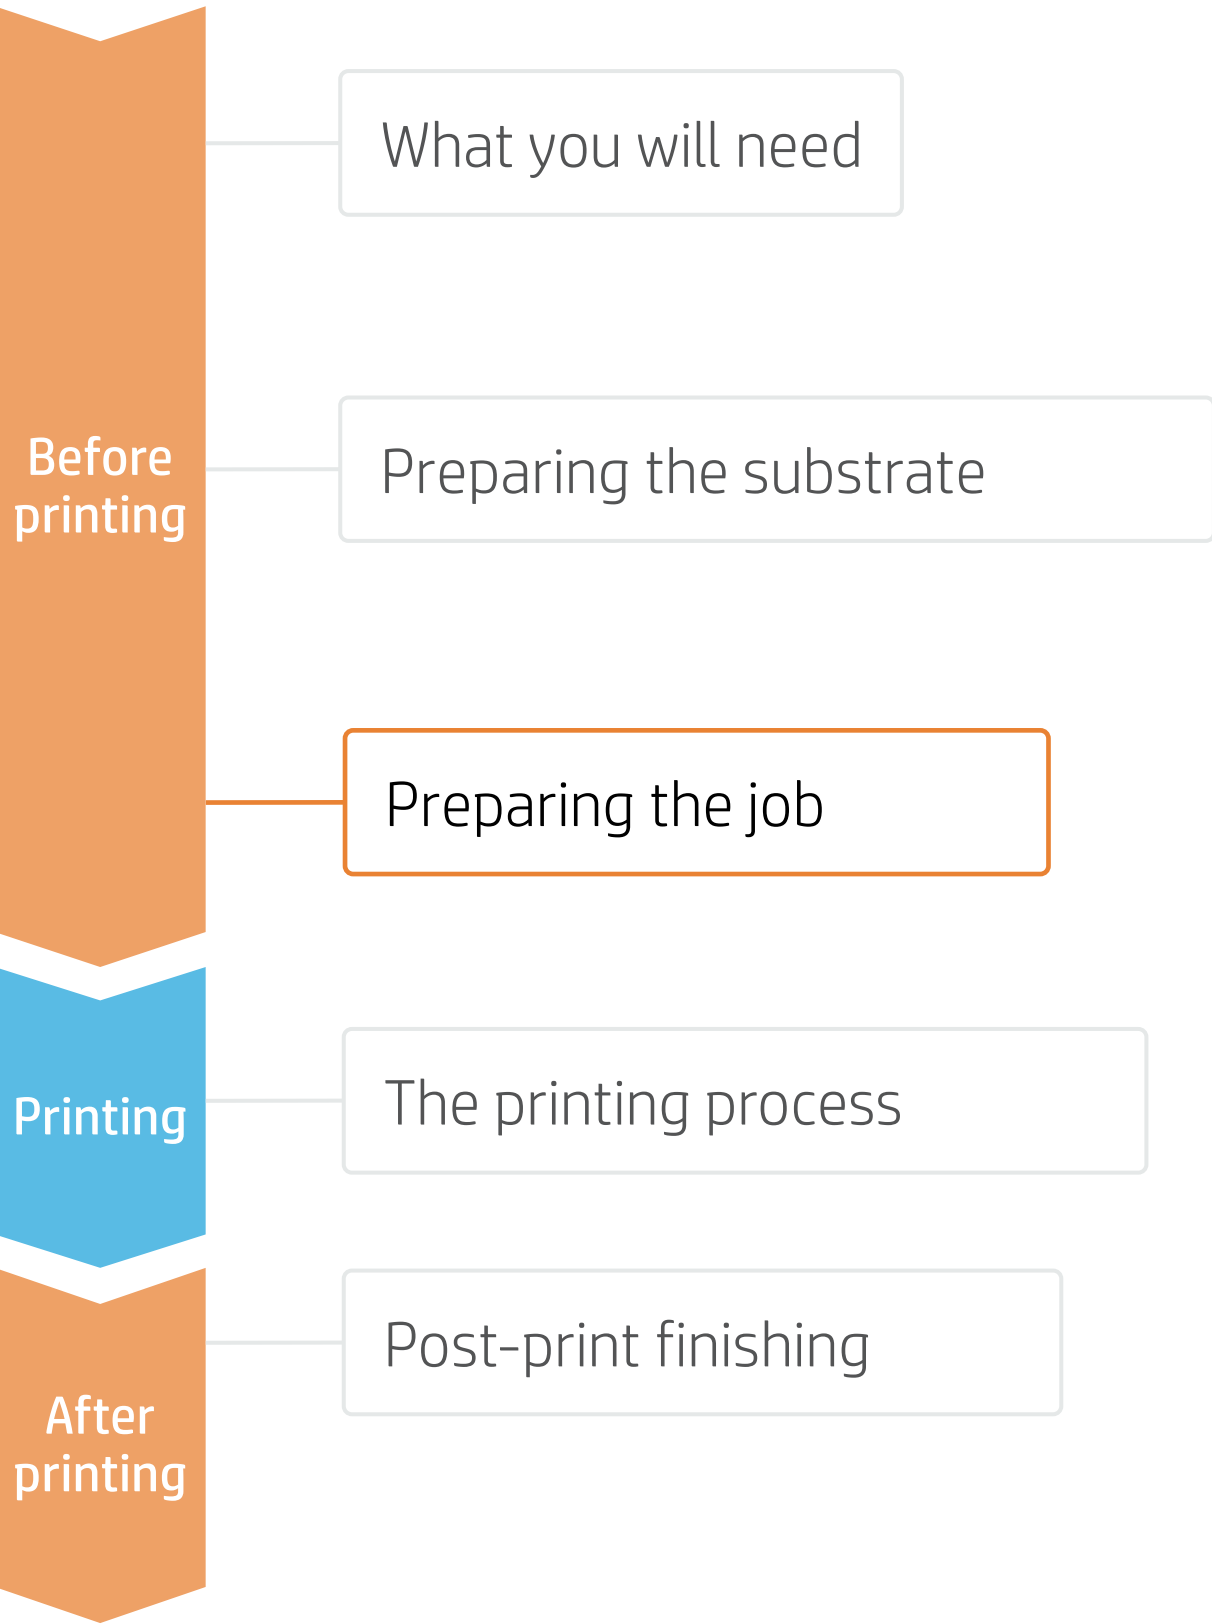 What you will need
Before
printing
Preparing the substrate
Preparing the job
Printing
The printing process
After
printing
Post-print finishing